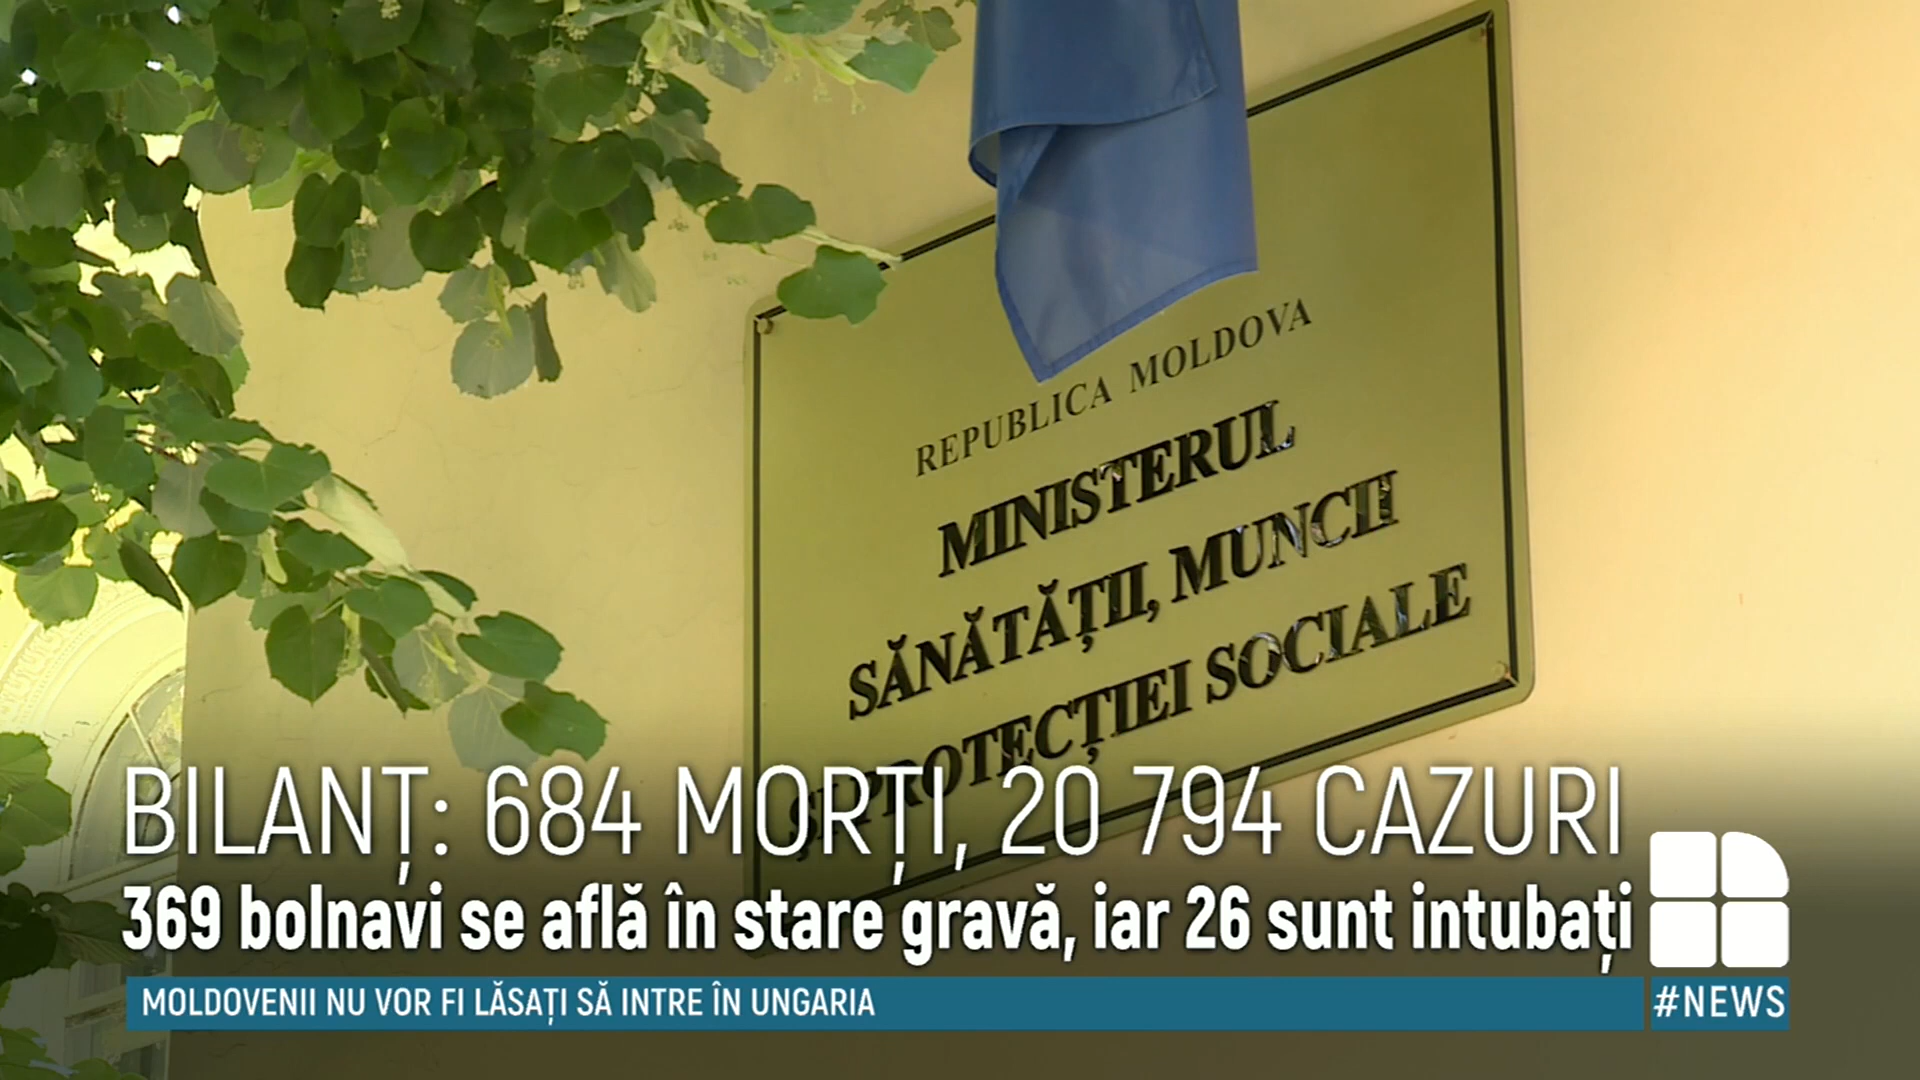 REPUBLICA MOLDOVA
MINISTERUL
SĂNĂTĂȚII, MUNCII
ȘI PROTECȚIEI SOCIALE
BILANȚ: 684 MORȚI, 20 794 CAZURI
369 bolnavi se află în stare gravă, iar 26 sunt intubați
MOLDOVENII NU VOR FI LĂSAȚI SĂ INTRE ÎN UNGARIA
#NEWS